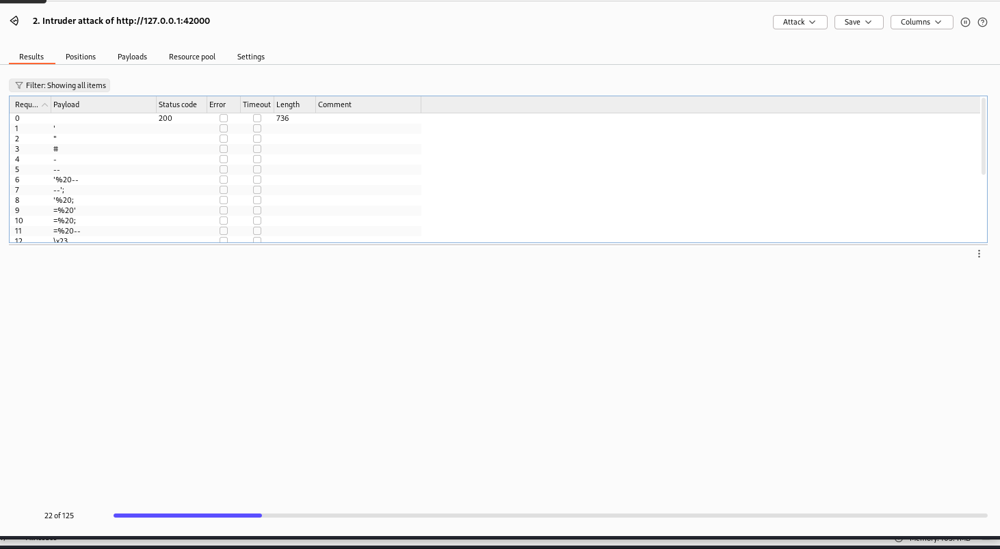 2. Intruder attack of http://127.0.0.1:42000
Attack Save Columns
Results Positions Payloads Resource pool Settings
Filter: Showing all items
Requ... Payload Status code Error Timeout Length Comment
0 200 736
1 '
2 "
3 #
4 -
5 --
6 '%20--
7 --';
8 '%20;
9 =%20'
10 =%20;
11 =%20--
12 \x23
22 of 125